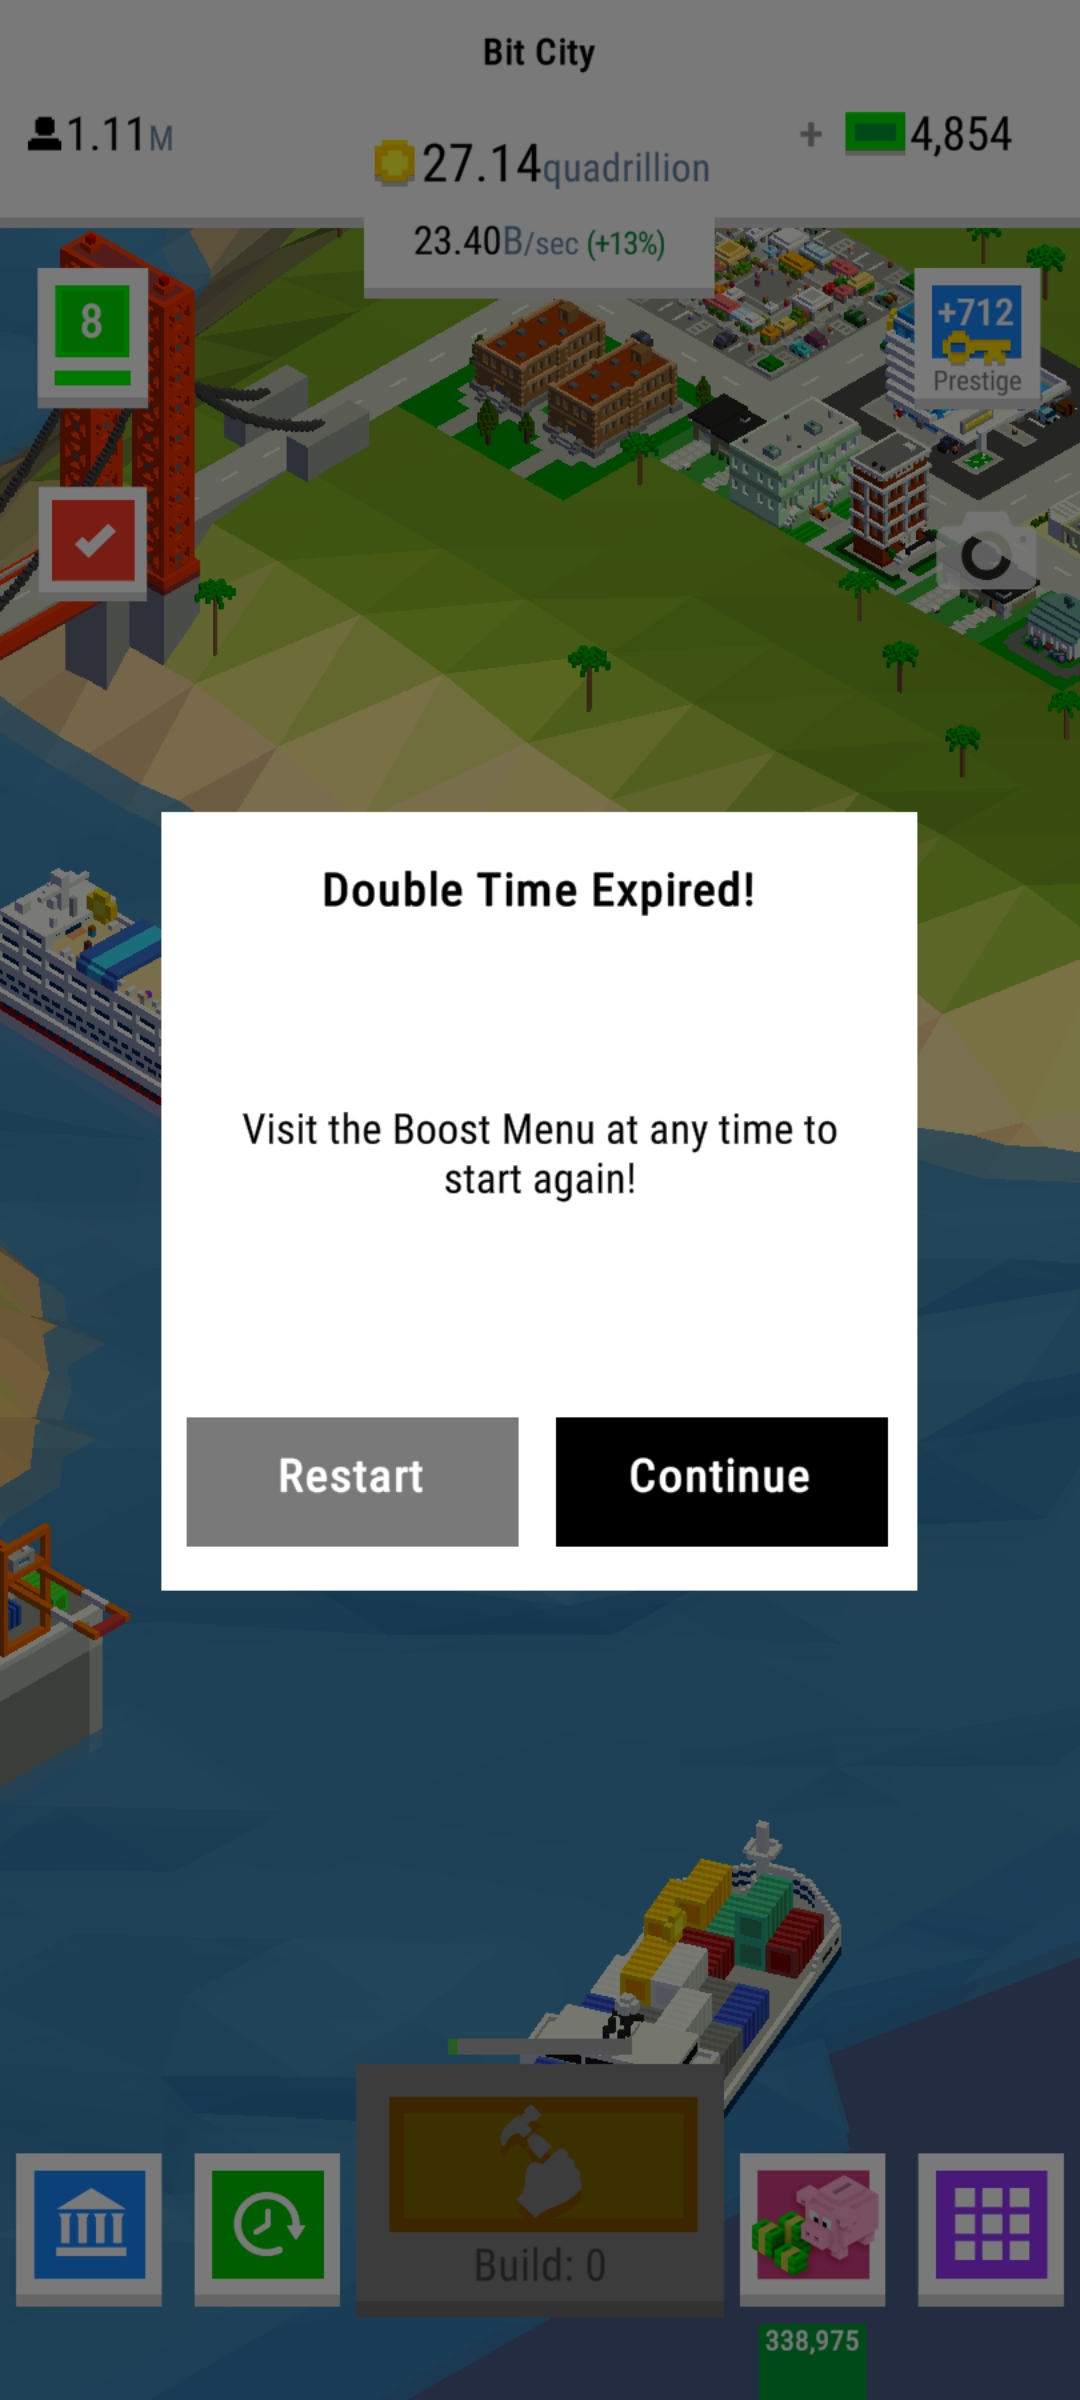 Bit City
1.11M
27.14quadrillion
+ 4,854
23.40B/sec (+13%)
8
+712
Prestige
Double Time Expired!
Visit the Boost Menu at any time to
start again!
Restart
Continue
Build: 0
338,975